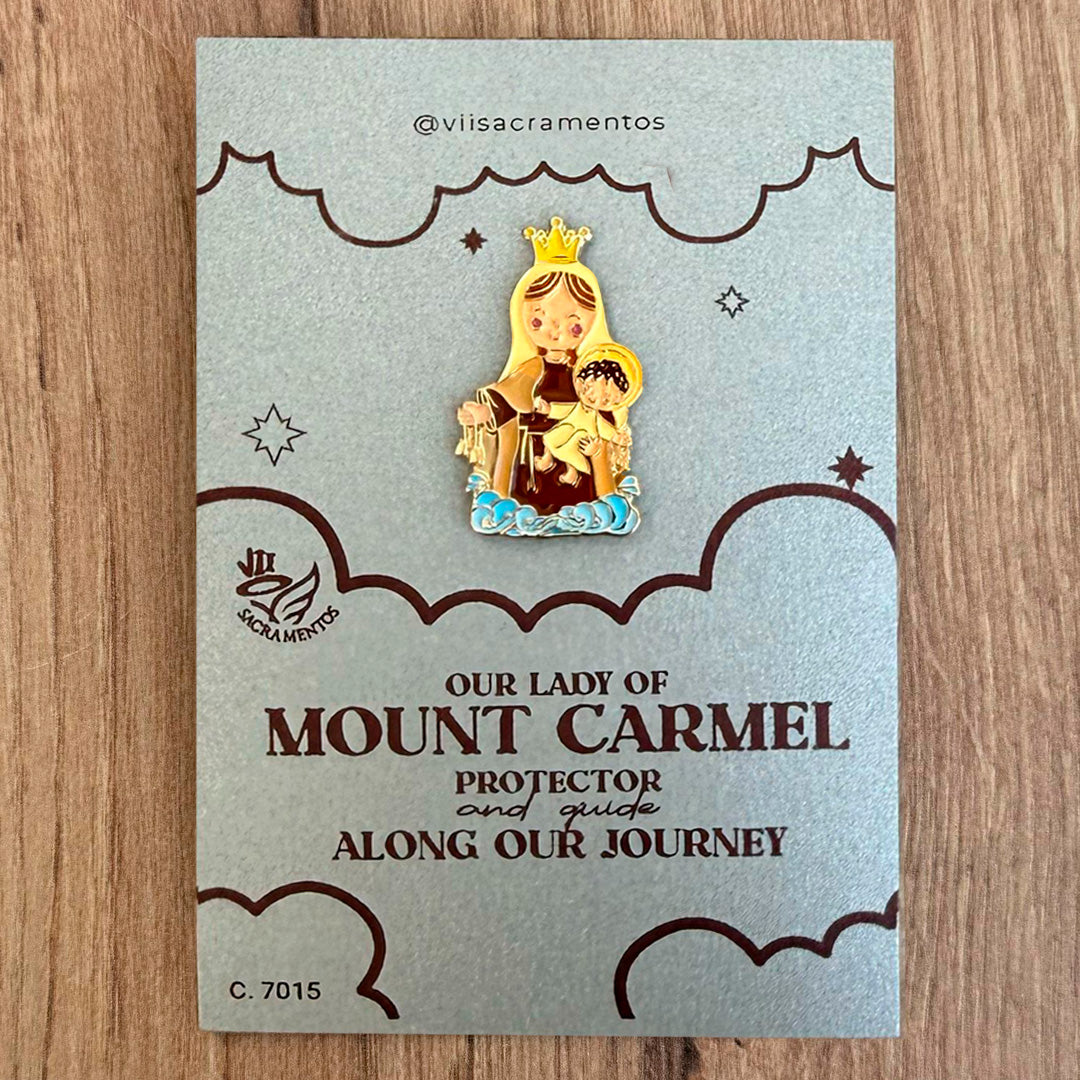 @viisacramentos
VII
SACRAMENTOS
OUR LADY OF
MOUNT CARMEL
PROTECTOR
and guide
ALONG OUR JOURNEY
C. 7015